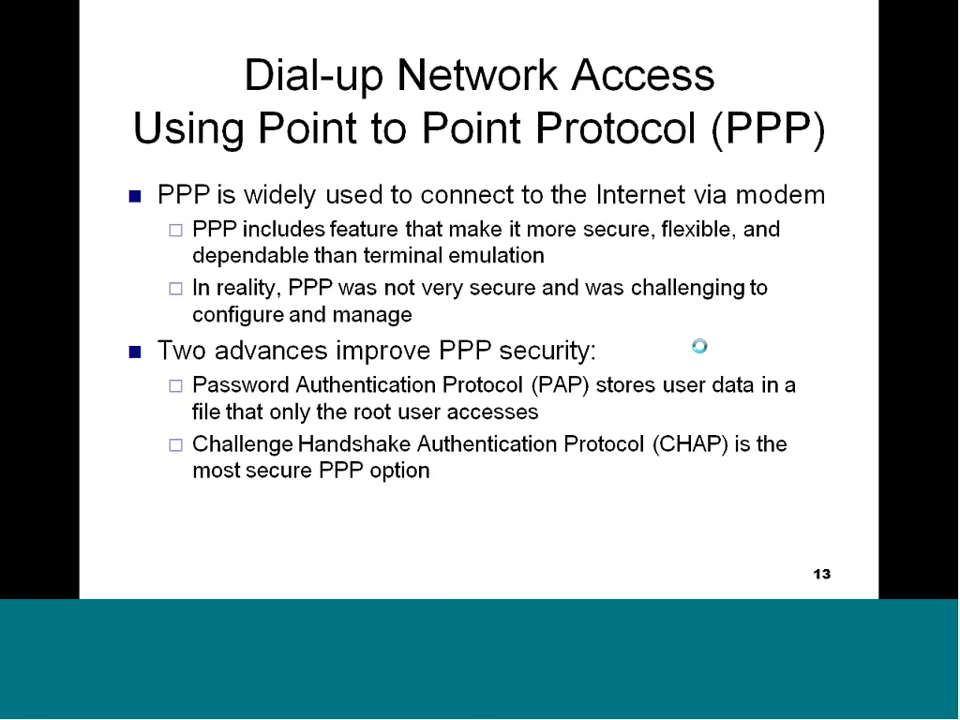 Dial-up Network Access
Using Point to Point Protocol (PPP)
PPP is widely used to connect to the Internet via modem
PPP includes feature that make it more secure, flexible, and
dependable than terminal emulation
In reality, PPP was not very secure and was challenging to
configure and manage
Two advances improve PPP security:
Password Authentication Protocol (PAP) stores user data in a
file that only the root user accesses
Challenge Handshake Authentication Protocol (CHAP) is the
most secure PPP option
13